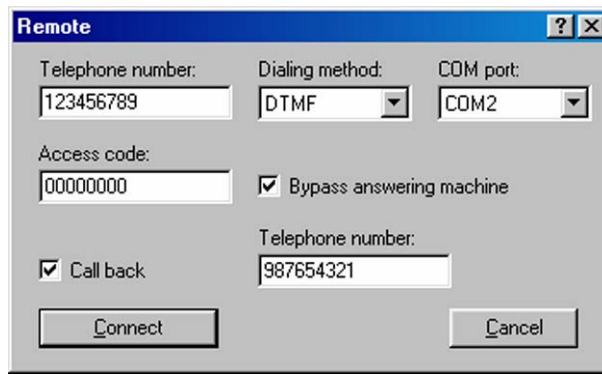 Remote
Telephone number: Dialing method: COM port:
123456789 DTMF COM2
Access code:
00000000 Bypass answering machine
Telephone number:
Call back 987654321
Connect Cancel